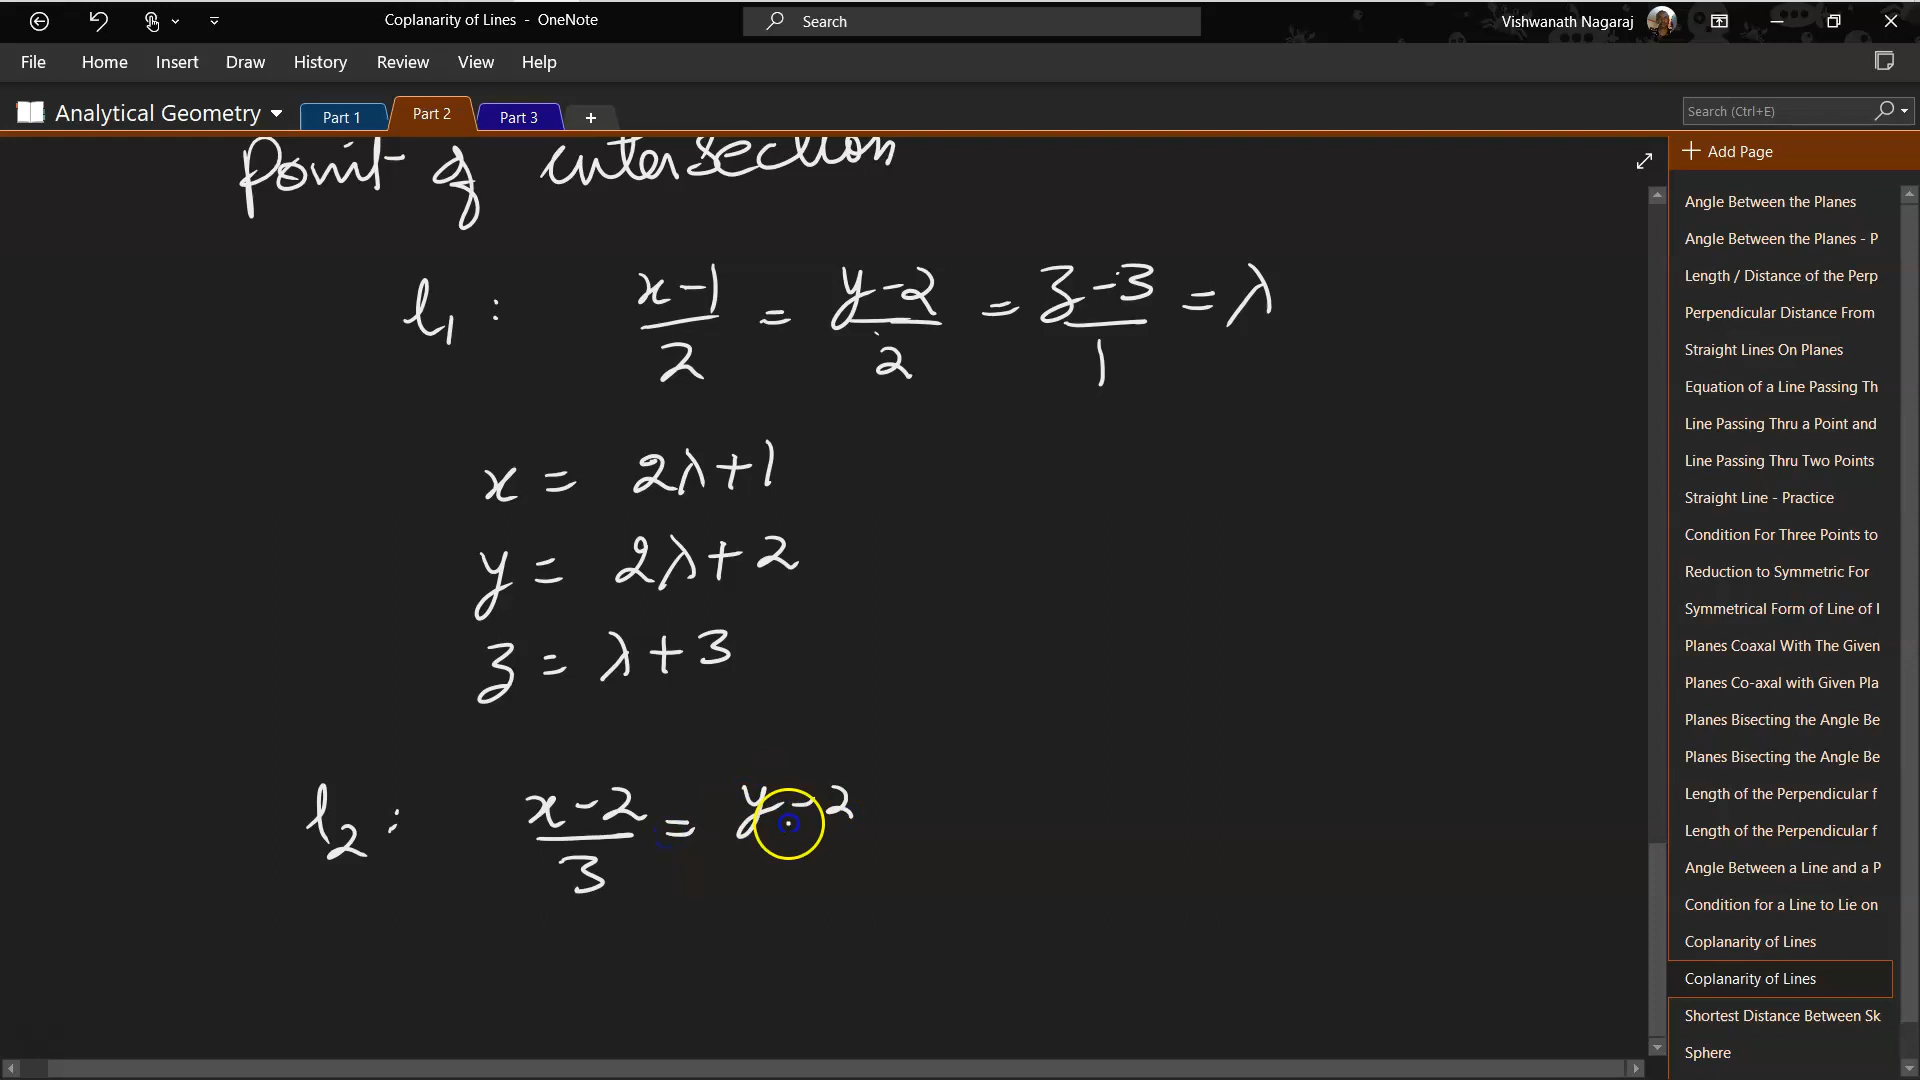 Coplanarity of Lines - OneNote
Search
Vishwanath Nagaraj
File Home Insert Draw History Review View Help
Analytical Geometry
Part 1
Part 2
Part 3
+
Search (Ctrl+E)
Point of intersection
l₁ : (x-1)/2 = (y-2)/2 = (z-3)/1 = λ
x = 2λ+1
y = 2λ+2
z = λ+3
l₂ : (x-2)/3 = y-2
Add Page
Angle Between the Planes
Angle Between the Planes - P
Length / Distance of the Perp
Perpendicular Distance From
Straight Lines On Planes
Equation of a Line Passing Th
Line Passing Thru a Point and
Line Passing Thru Two Points
Straight Line - Practice
Condition For Three Points to
Reduction to Symmetric For
Symmetrical Form of Line of I
Planes Coaxal With The Given
Planes Co-axal with Given Pla
Planes Bisecting the Angle Be
Planes Bisecting the Angle Be
Length of the Perpendicular f
Length of the Perpendicular f
Angle Between a Line and a P
Condition for a Line to Lie on
Coplanarity of Lines
Coplanarity of Lines
Shortest Distance Between Sk
Sphere